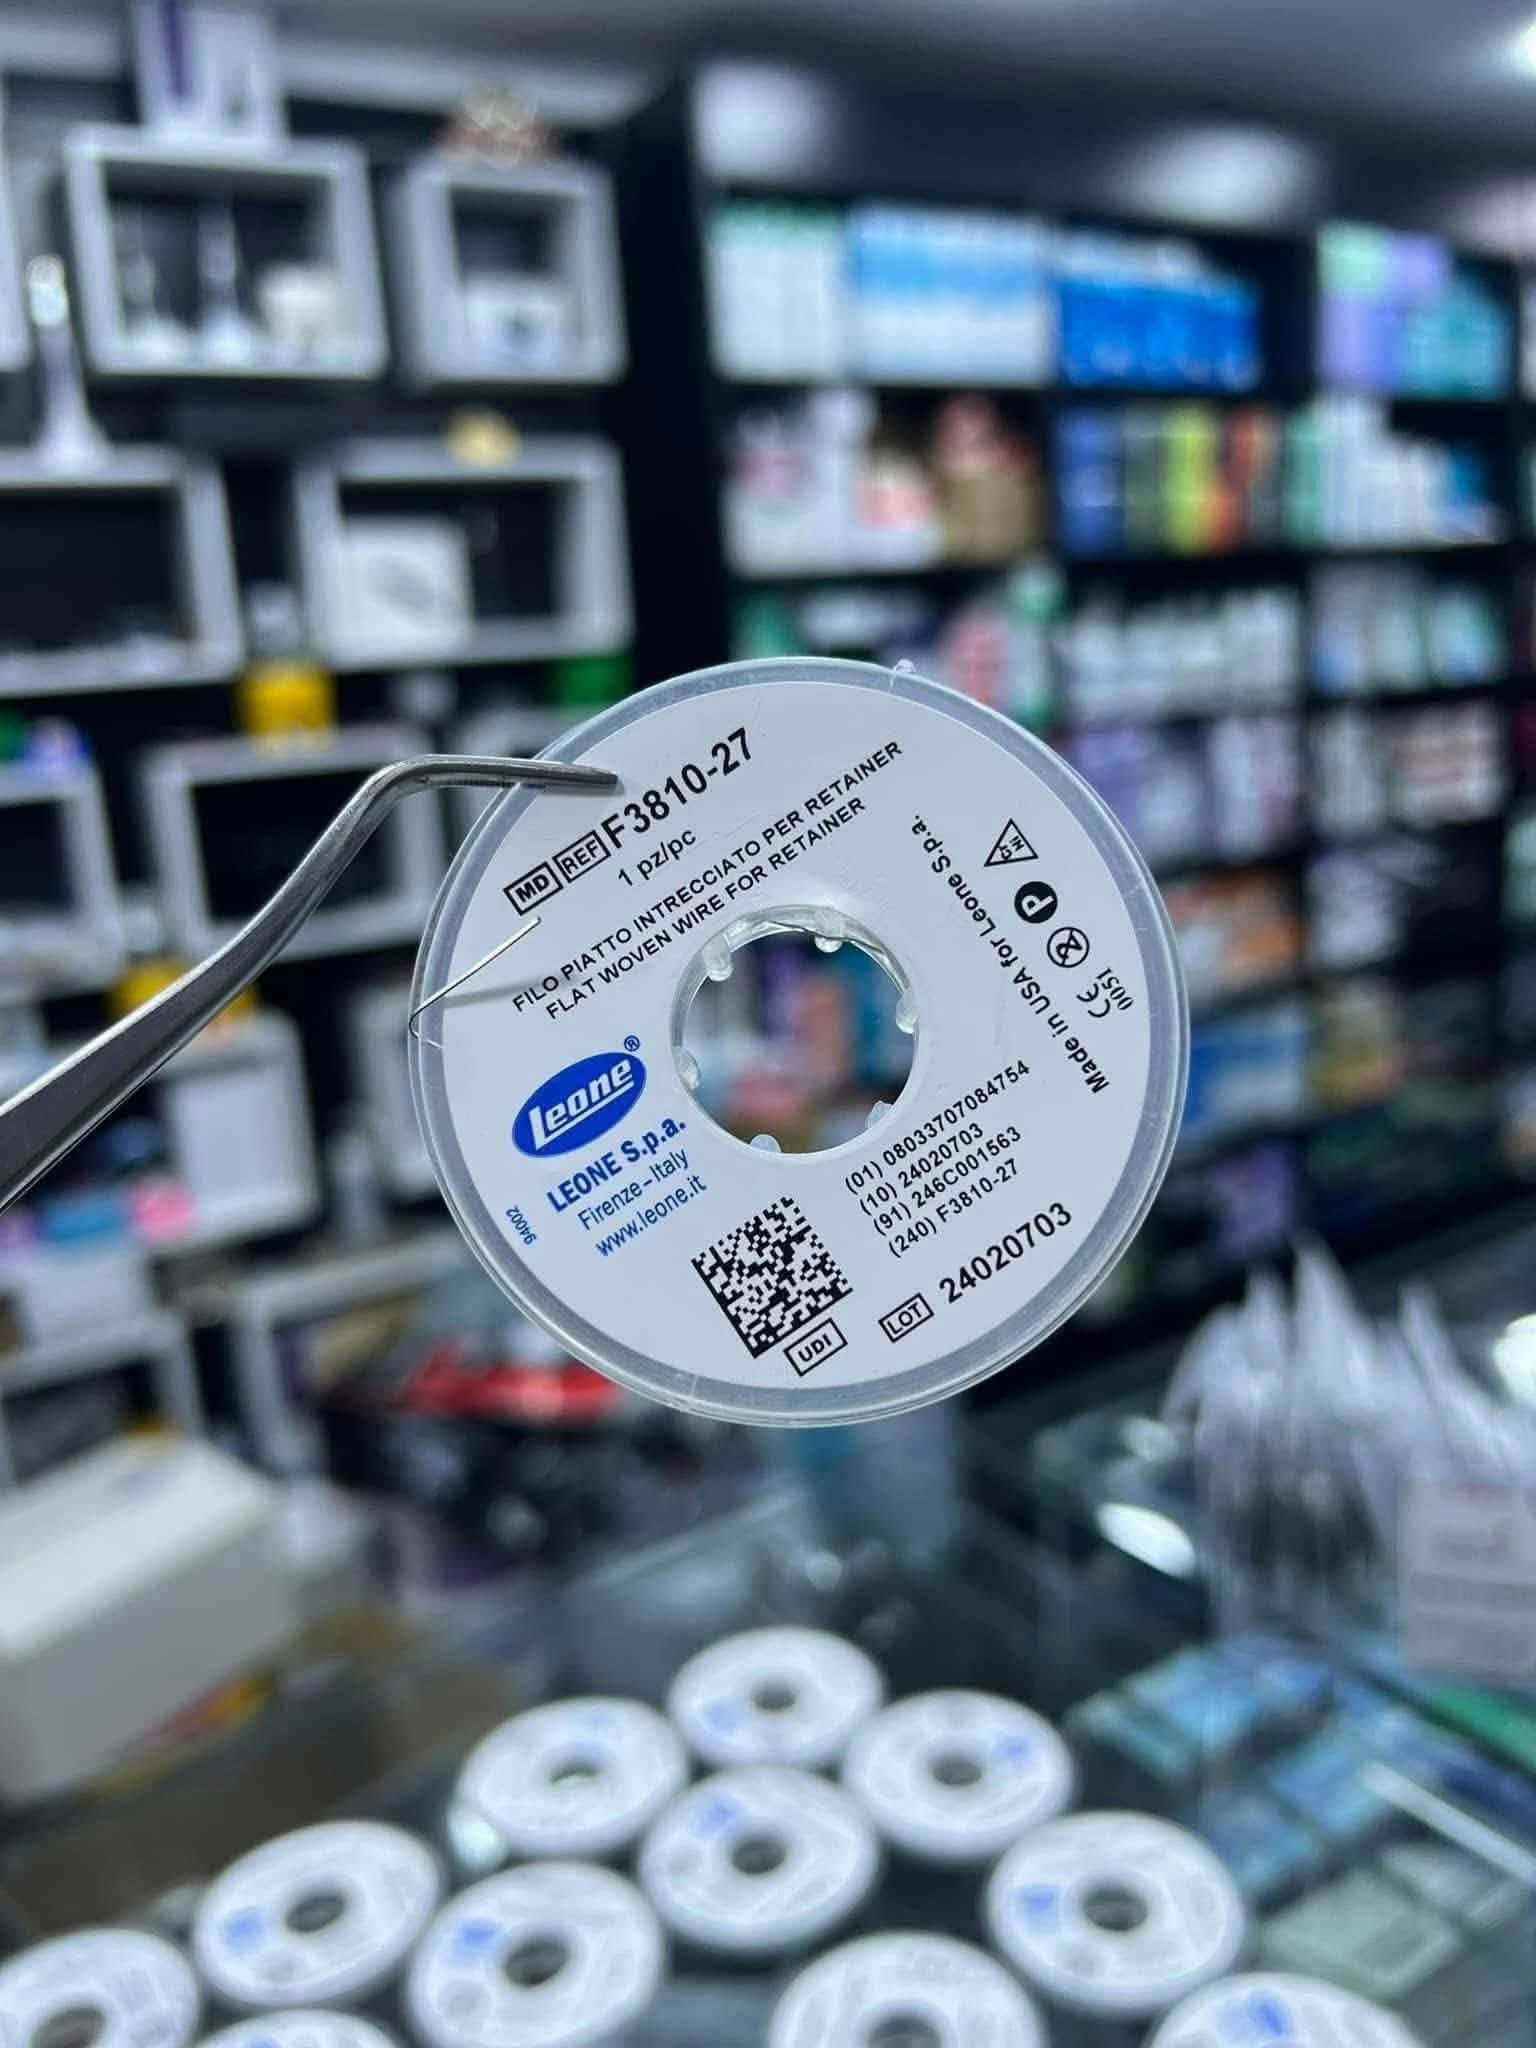 MD REF F3810-27
1 pz/pc
FILO PIATTO INTRECCIATO PER RETAINER
FLAT WOVEN WIRE FOR RETAINER
Made in USA for Leone S.p.a.
P
CE
0051
Leone®
LEONE S.p.a.
Firenze-Italy
www.leone.it
94002
(01) 08033707084754
(10) 24020703
(91) 246C001563
(240) F3810-27
UDI
LOT 24020703